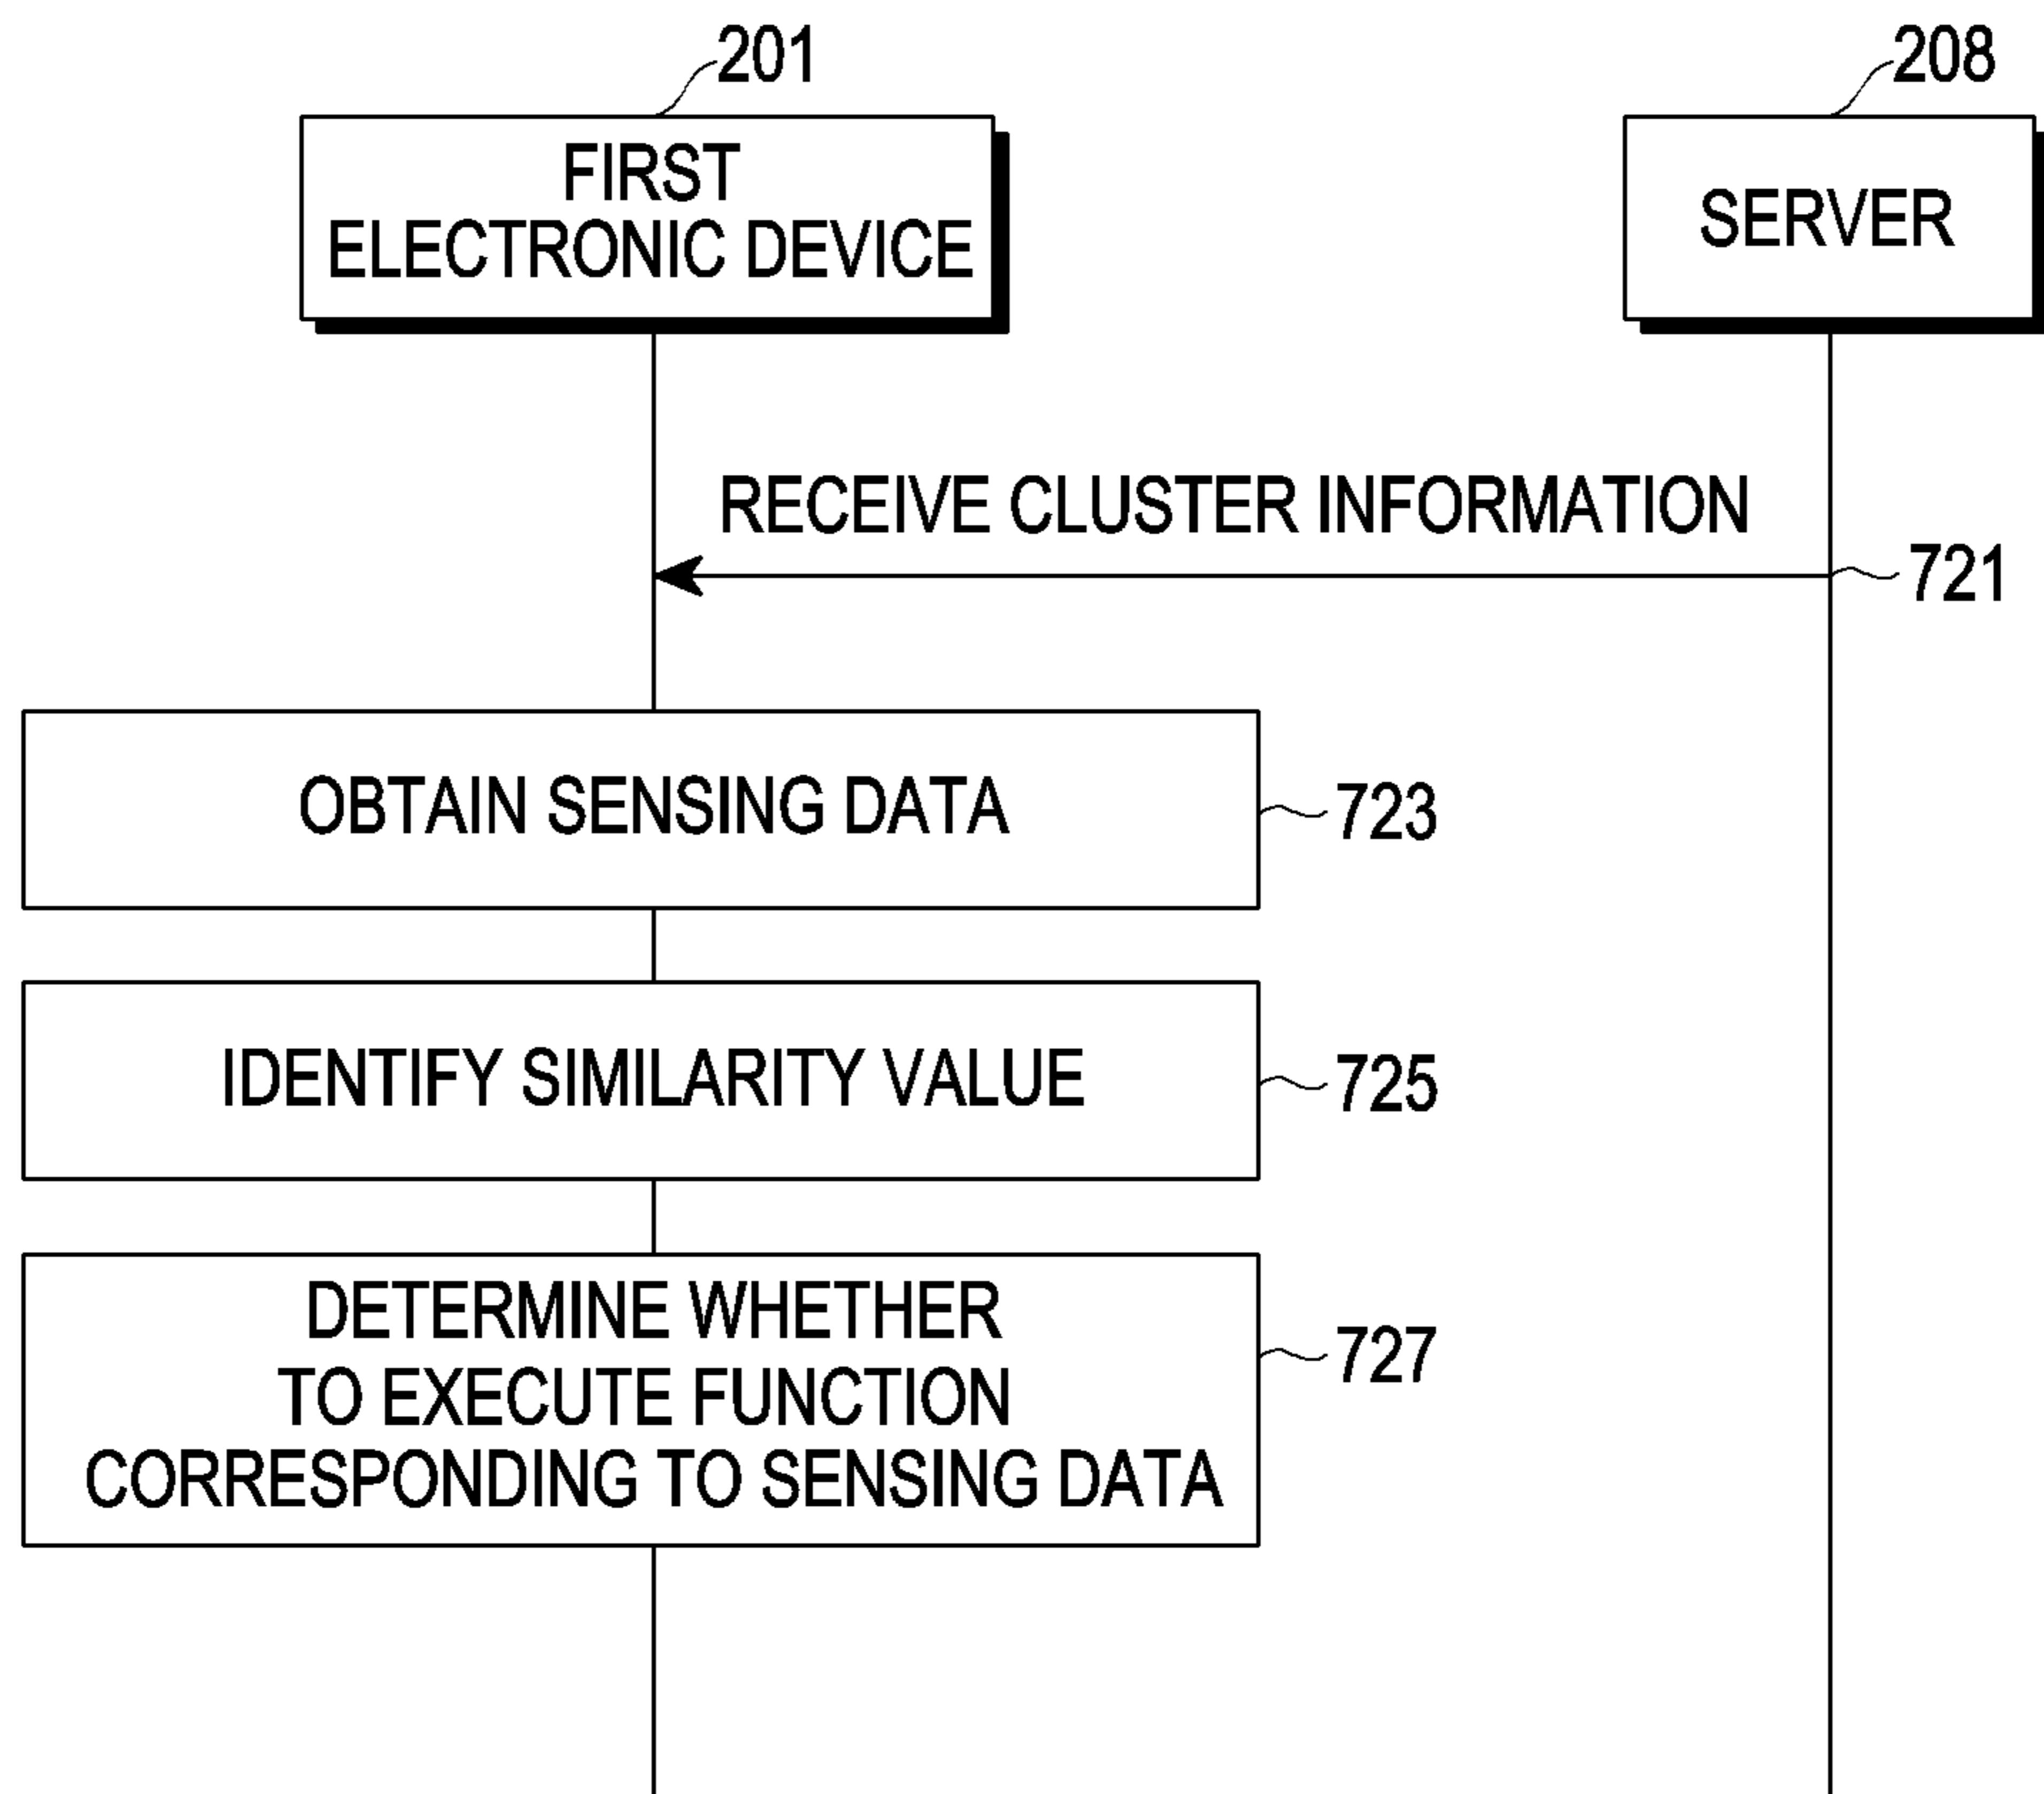 201
208
FIRST
ELECTRONIC DEVICE
SERVER
RECEIVE CLUSTER INFORMATION
721
OBTAIN SENSING DATA
723
IDENTIFY SIMILARITY VALUE
725
DETERMINE WHETHER
TO EXECUTE FUNCTION
CORRESPONDING TO SENSING DATA
727